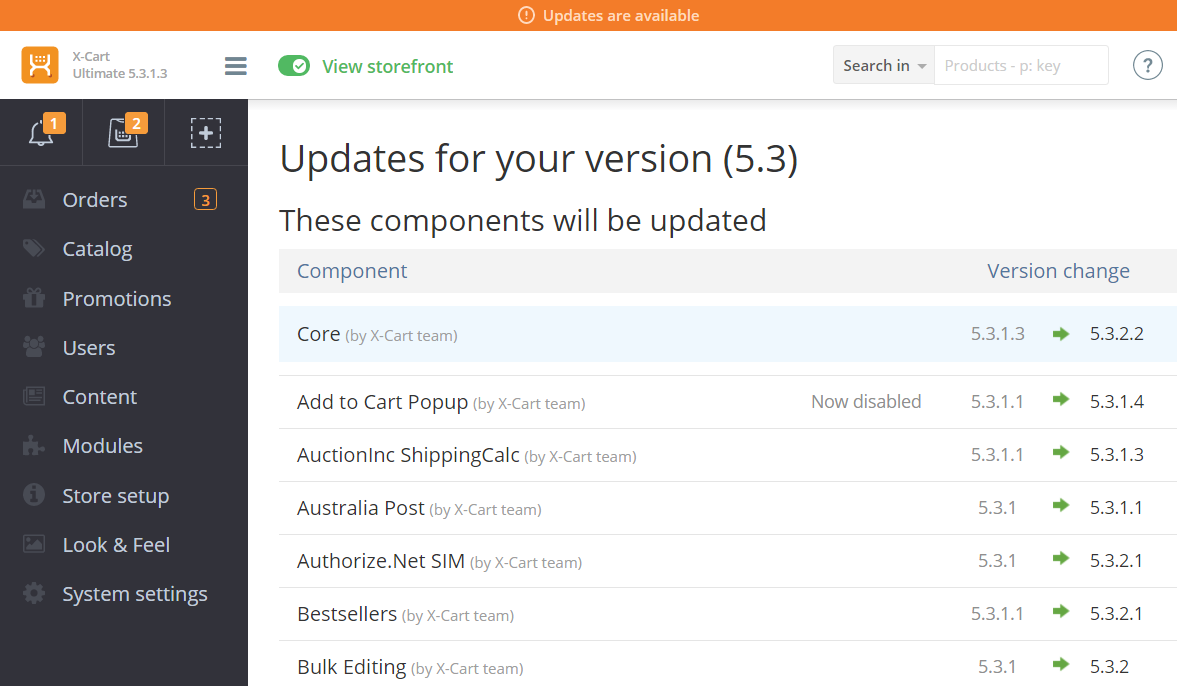 Updates are available
X-Cart
Ultimate 5.3.1.3
View storefront
Search in
Products - p: key
?
1
2
Orders 3
Catalog
Promotions
Users
Content
Modules
Store setup
Look & Feel
System settings
Updates for your version (5.3)
These components will be updated
Component Version change
Core (by X-Cart team) 5.3.1.3 5.3.2.2
Add to Cart Popup (by X-Cart team) Now disabled 5.3.1.1 5.3.1.4
AuctionInc ShippingCalc (by X-Cart team) 5.3.1.1 5.3.1.3
Australia Post (by X-Cart team) 5.3.1 5.3.1.1
Authorize.Net SIM (by X-Cart team) 5.3.1 5.3.2.1
Bestsellers (by X-Cart team) 5.3.1.1 5.3.2.1
Bulk Editing (by X-Cart team) 5.3.1 5.3.2